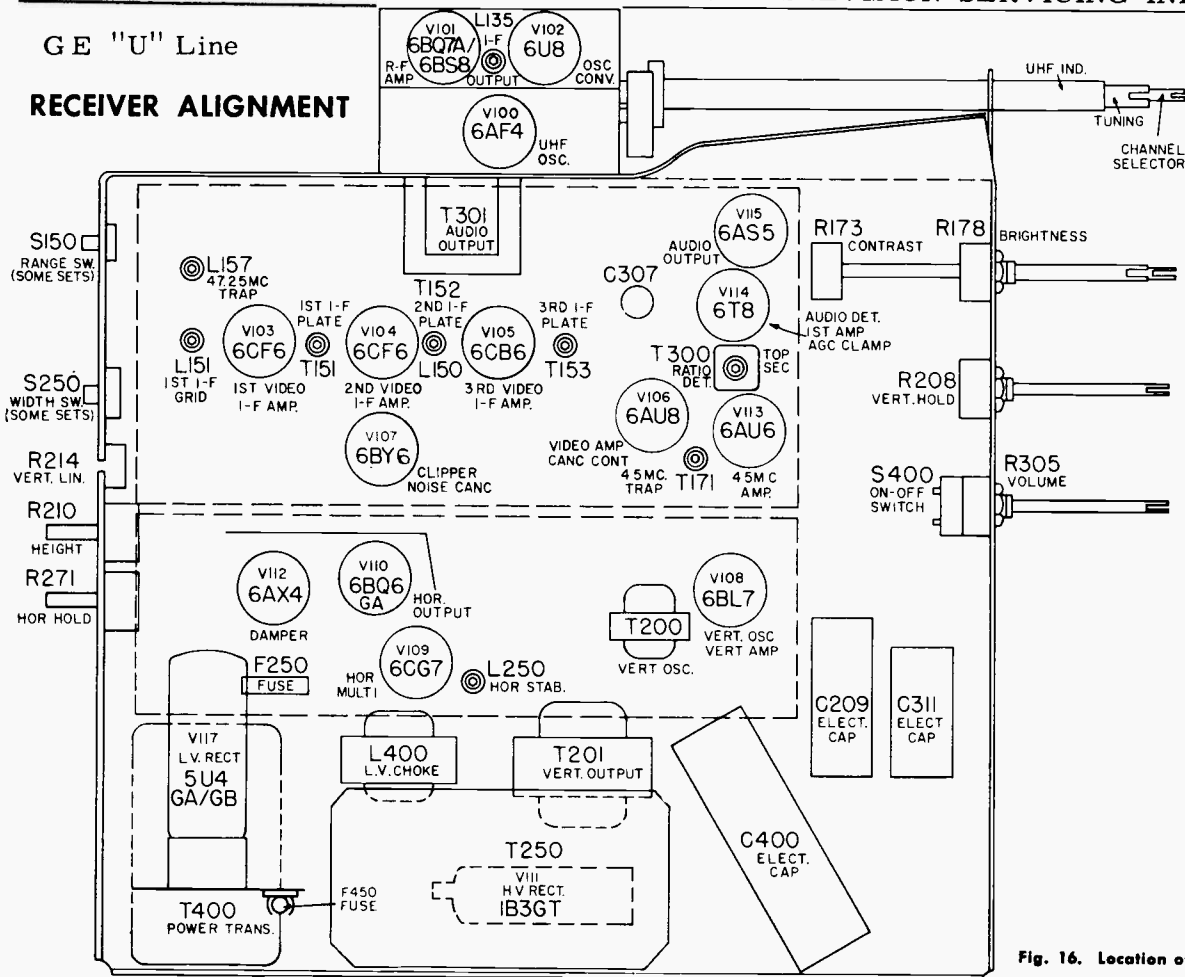 GE "U" Line
RECEIVER ALIGNMENT
V101
6BQ7A/
6BS8
R-F
AMP
L135
I-F
OUTPUT
V102
6U8
OSC
CONV.
V100
6AF4
UHF
OSC.
UHF IND.
TUNING
CHANNEL
SELECTOR
T301
AUDIO
OUTPUT
S150
RANGE SW.
(SOME SETS)
L157
47.25MC
TRAP
V115
6AS5
AUDIO
OUTPUT
R173
CONTRAST
R178
BRIGHTNESS
C307
V114
6T8
AUDIO DET.
1ST AMP
AGC CLAMP
L151
1ST I-F
GRID
V103
6CF6
1ST VIDEO
I-F AMP.
1ST I-F
PLATE
T151
V104
6CF6
2ND VIDEO
I-F AMP.
T152
2ND I-F
PLATE
L150
V105
6CB6
3RD VIDEO
I-F AMP.
3RD I-F
PLATE
T153
T300
RATIO
DET.
TOP
SEC
S250
WIDTH SW.
(SOME SETS)
R208
VERT. HOLD
V106
6AU8
VIDEO AMP
CANC CONT
V113
6AU6
4.5MC
AMP.
4.5MC.
TRAP
T171
V107
6BY6
CLIPPER
NOISE CANC
R214
VERT. LIN.
S400
ON-OFF
SWITCH
R305
VOLUME
R210
HEIGHT
R271
HOR HOLD
V112
6AX4
DAMPER
V110
6BQ6
GA
HOR.
OUTPUT
V109
6CG7
HOR
MULTI
L250
HOR STAB.
T200
VERT OSC.
V108
6BL7
VERT. OSC
VERT AMP
F250
FUSE
V117
L.V. RECT
5U4
GA/GB
L400
L.V. CHOKE
T201
VERT. OUTPUT
C209
ELECT.
CAP
C311
ELECT
CAP
C400
ELECT.
CAP
T250
V111
H V RECT.
1B3GT
F450
FUSE
T400
POWER TRANS.
Fig. 16. Location o